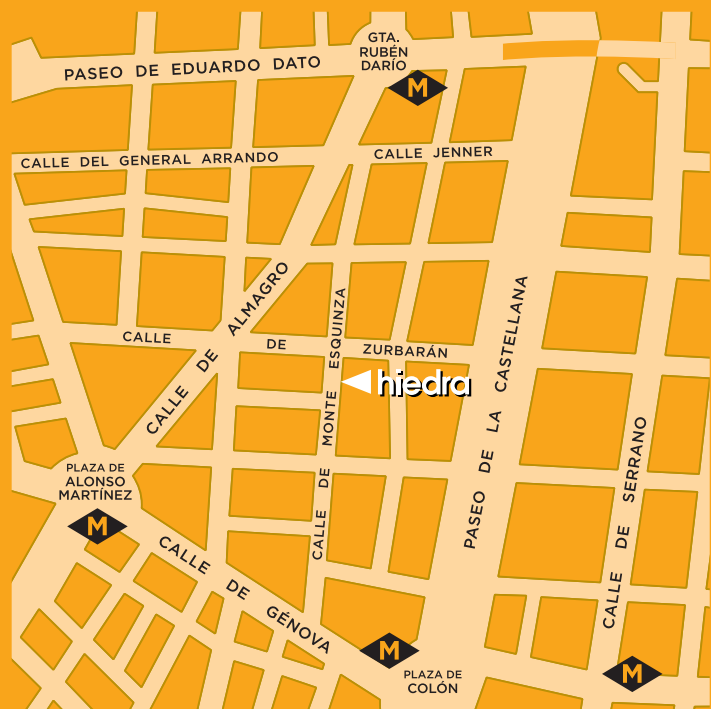 GTA.
RUBÉN
DARÍO
M
PASEO DE EDUARDO DATO
CALLE DEL GENERAL ARRANDO
CALLE JENNER
CALLE DE ALMAGRO
CALLE DE ZURBARÁN
CALLE DE MONTE ESQUINZA
hiedra
PASEO DE LA CASTELLANA
CALLE DE SERRANO
PLAZA DE
ALONSO
MARTÍNEZ
M
CALLE DE GÉNOVA
M
PLAZA DE
COLÓN
M